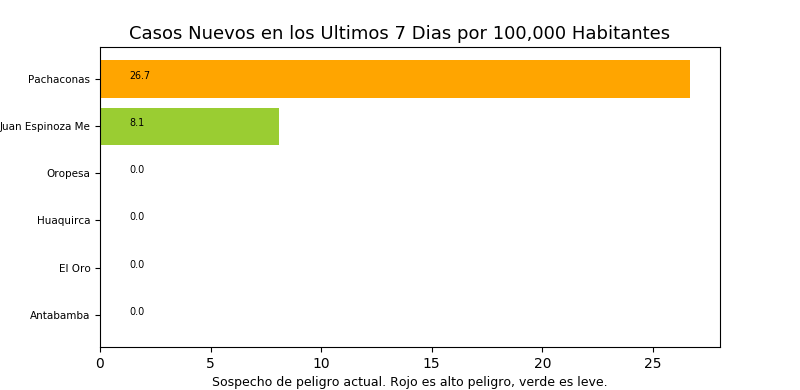 Casos Nuevos en los Ultimos 7 Dias por 100,000 Habitantes
Pachaconas 26.7
Juan Espinoza Me 8.1
Oropesa 0.0
Huaquirca 0.0
El Oro 0.0
Antabamba 0.0
0 5 10 15 20 25
Sospecho de peligro actual. Rojo es alto peligro, verde es leve.